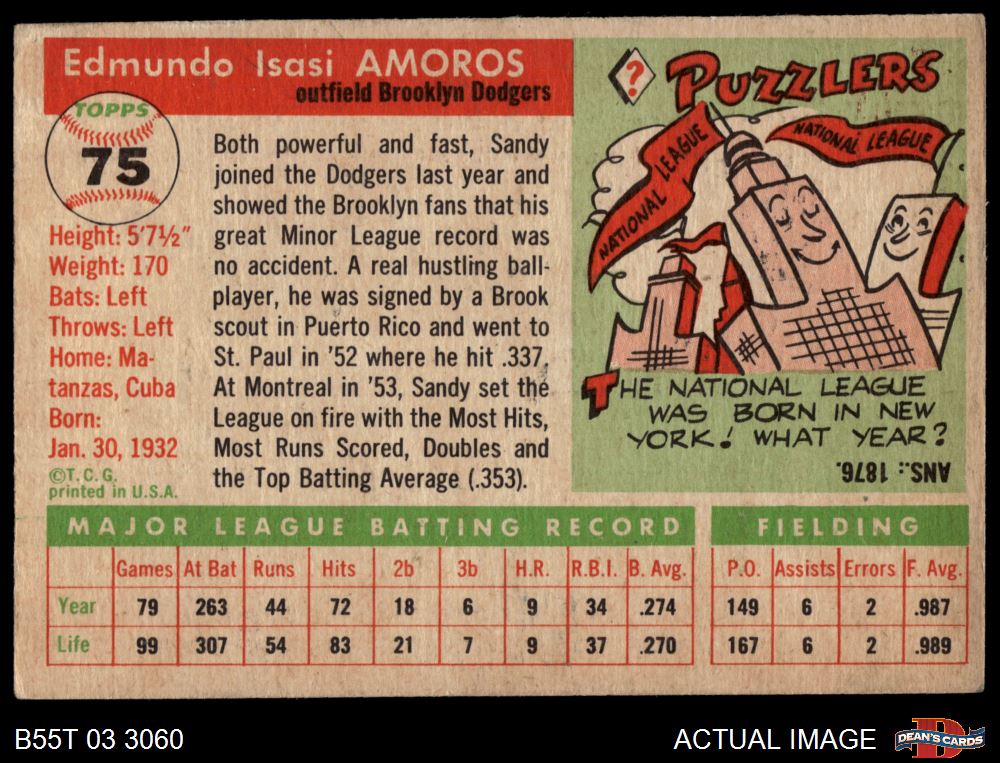 Edmundo Isasi AMOROS
outfield Brooklyn Dodgers
TOPPS
75
Height: 5'7½"
Weight: 170
Bats: Left
Throws: Left
Home: Ma-
tanzas, Cuba
Born:
Jan. 30, 1932
©T.C.G.
printed in U.S.A.
Both powerful and fast, Sandy
joined the Dodgers last year and
showed the Brooklyn fans that his
great Minor League record was
no accident. A real hustling ball-
player, he was signed by a Brook
scout in Puerto Rico and went to
St. Paul in '52 where he hit .337.
At Montreal in '53, Sandy set the
League on fire with the Most Hits,
Most Runs Scored, Doubles and
the Top Batting Average (.353).
? PUZZLERS
NATIONAL LEAGUE
NATIONAL LEAGUE
THE NATIONAL LEAGUE
WAS BORN IN NEW
YORK! WHAT YEAR?
ANS.: 1876.
MAJOR LEAGUE BATTING RECORD
Games At Bat Runs Hits 2b 3b H.R. R.B.I. B. Avg.
Year 79 263 44 72 18 6 9 34 .274
Life 99 307 54 83 21 7 9 37 .270
FIELDING
P.O. Assists Errors F. Avg.
149 6 2 .987
167 6 2 .989
B55T 03 3060
ACTUAL IMAGE
D
DEAN'S CARDS